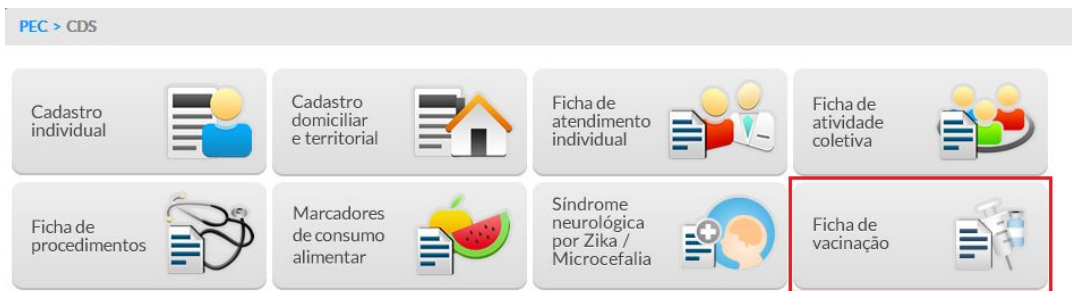 PEC > CDS
Cadastro
individual
Cadastro
domiciliar
e territorial
Ficha de
atendimento
individual
Ficha de
atividade
coletiva
Ficha de
procedimentos
Marcadores
de consumo
alimentar
Síndrome
neurológica
por Zika /
Microcefalia
Ficha de
vacinação